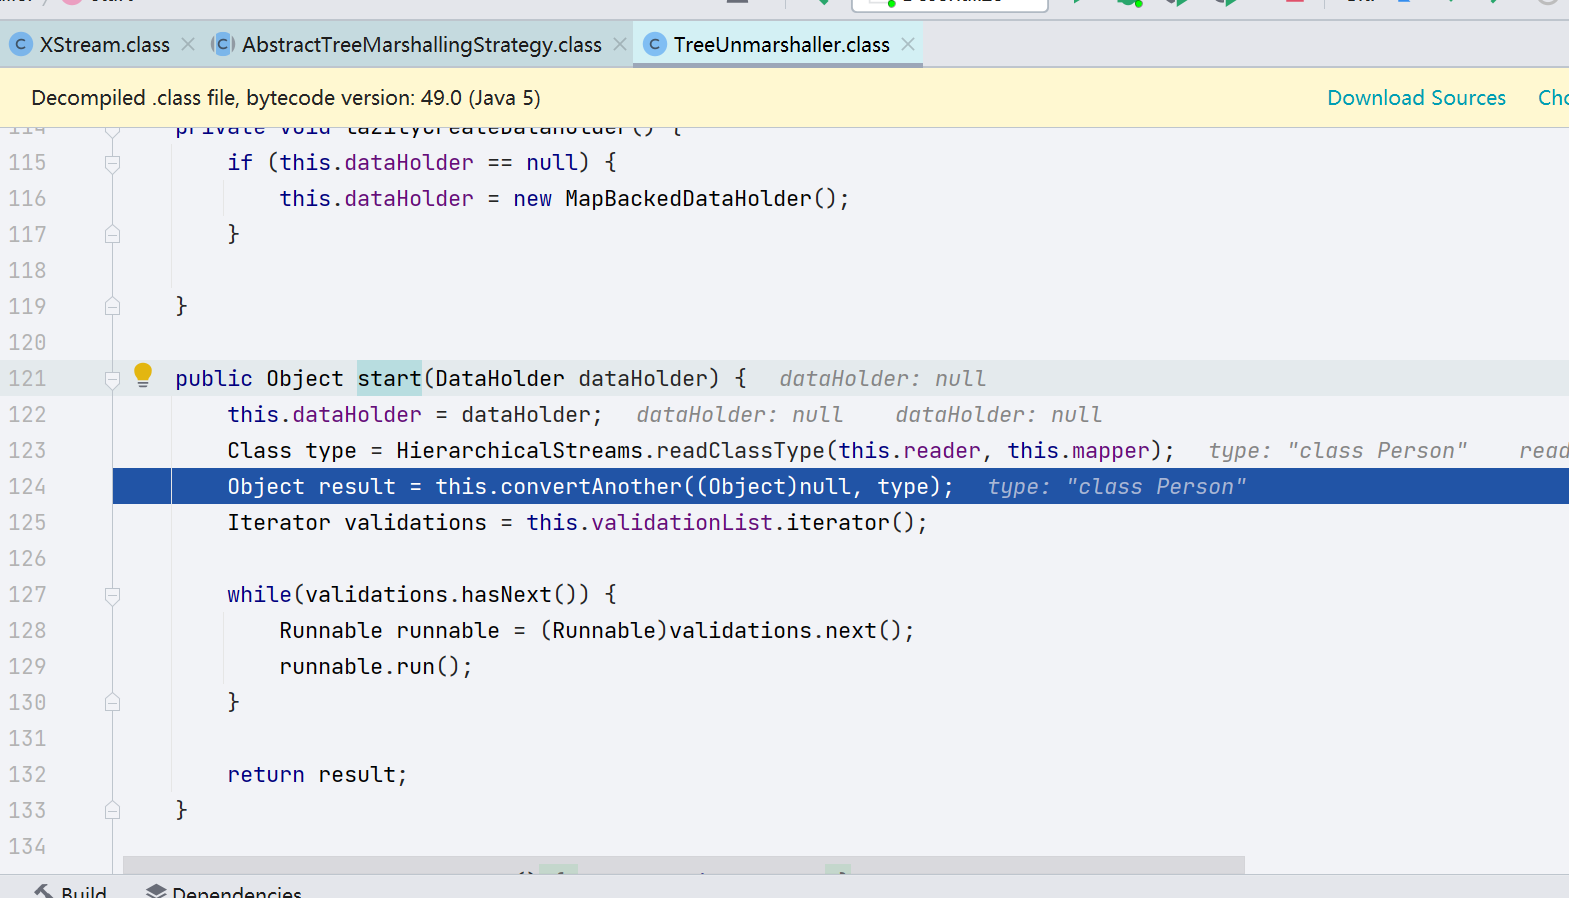 XStream.class AbstractTreeMarshallingStrategy.class TreeUnmarshaller.class
Decompiled .class file, bytecode version: 49.0 (Java 5) Download Sources Cho
114 private void lazilyCreateDataHolder() {
115 if (this.dataHolder == null) {
116 this.dataHolder = new MapBackedDataHolder();
117 }
118
119 }
120
121 public Object start(DataHolder dataHolder) { dataHolder: null
122 this.dataHolder = dataHolder; dataHolder: null dataHolder: null
123 Class type = HierarchicalStreams.readClassType(this.reader, this.mapper); type: "class Person" read
124 Object result = this.convertAnother((Object)null, type); type: "class Person"
125 Iterator validations = this.validationList.iterator();
126
127 while(validations.hasNext()) {
128 Runnable runnable = (Runnable)validations.next();
129 runnable.run();
130 }
131
132 return result;
133 }
134
Build Dependencies